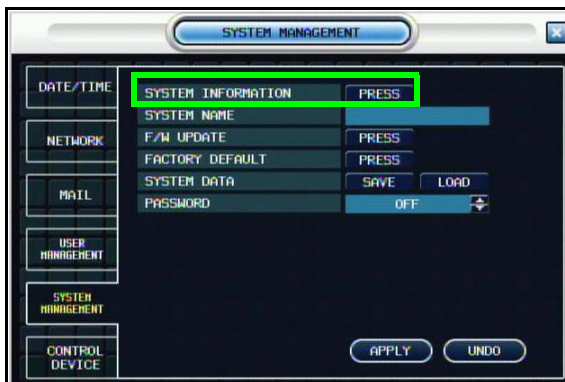 SYSTEM MANAGEMENT
DATE/TIME
SYSTEM INFORMATION PRESS
SYSTEM NAME
NETWORK
F/W UPDATE PRESS
FACTORY DEFAULT PRESS
MAIL
SYSTEM DATA SAVE LOAD
PASSWORD OFF
USER
MANAGEMENT
SYSTEM
MANAGEMENT
CONTROL
DEVICE
APPLY UNDO